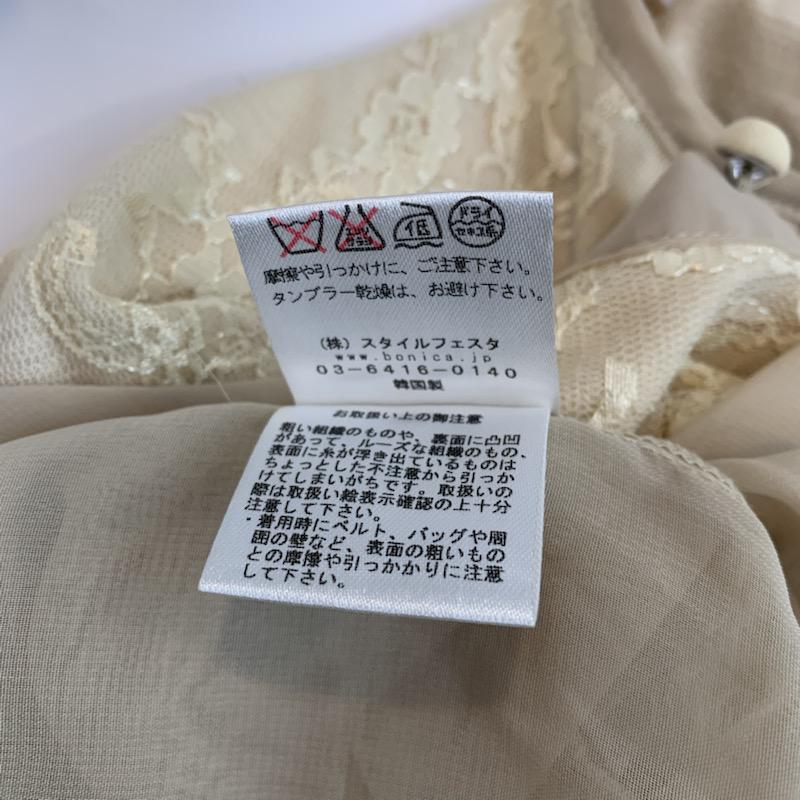 低 ドライ セキユ系
摩擦や引っかけに、ご注意下さい。
タンブラー乾燥は、お避け下さい。
(株) スタイルフェスタ
www.bonica.jp
03-6416-0140
韓国製
お取扱い上の御注意
粗い組織のものや、裏面に凸凹
があって、ルーズな組織のもの、
表面に糸が浮き出ているものは
ちょっとした不注意から引っか
けてしまいがちです。取扱いの
際は取扱い絵表示確認の上十分
注意して下さい。
・着用時にベルト、バッグや周
囲の壁など、表面の粗いもの
との摩擦や引っかかりに注意
して下さい。